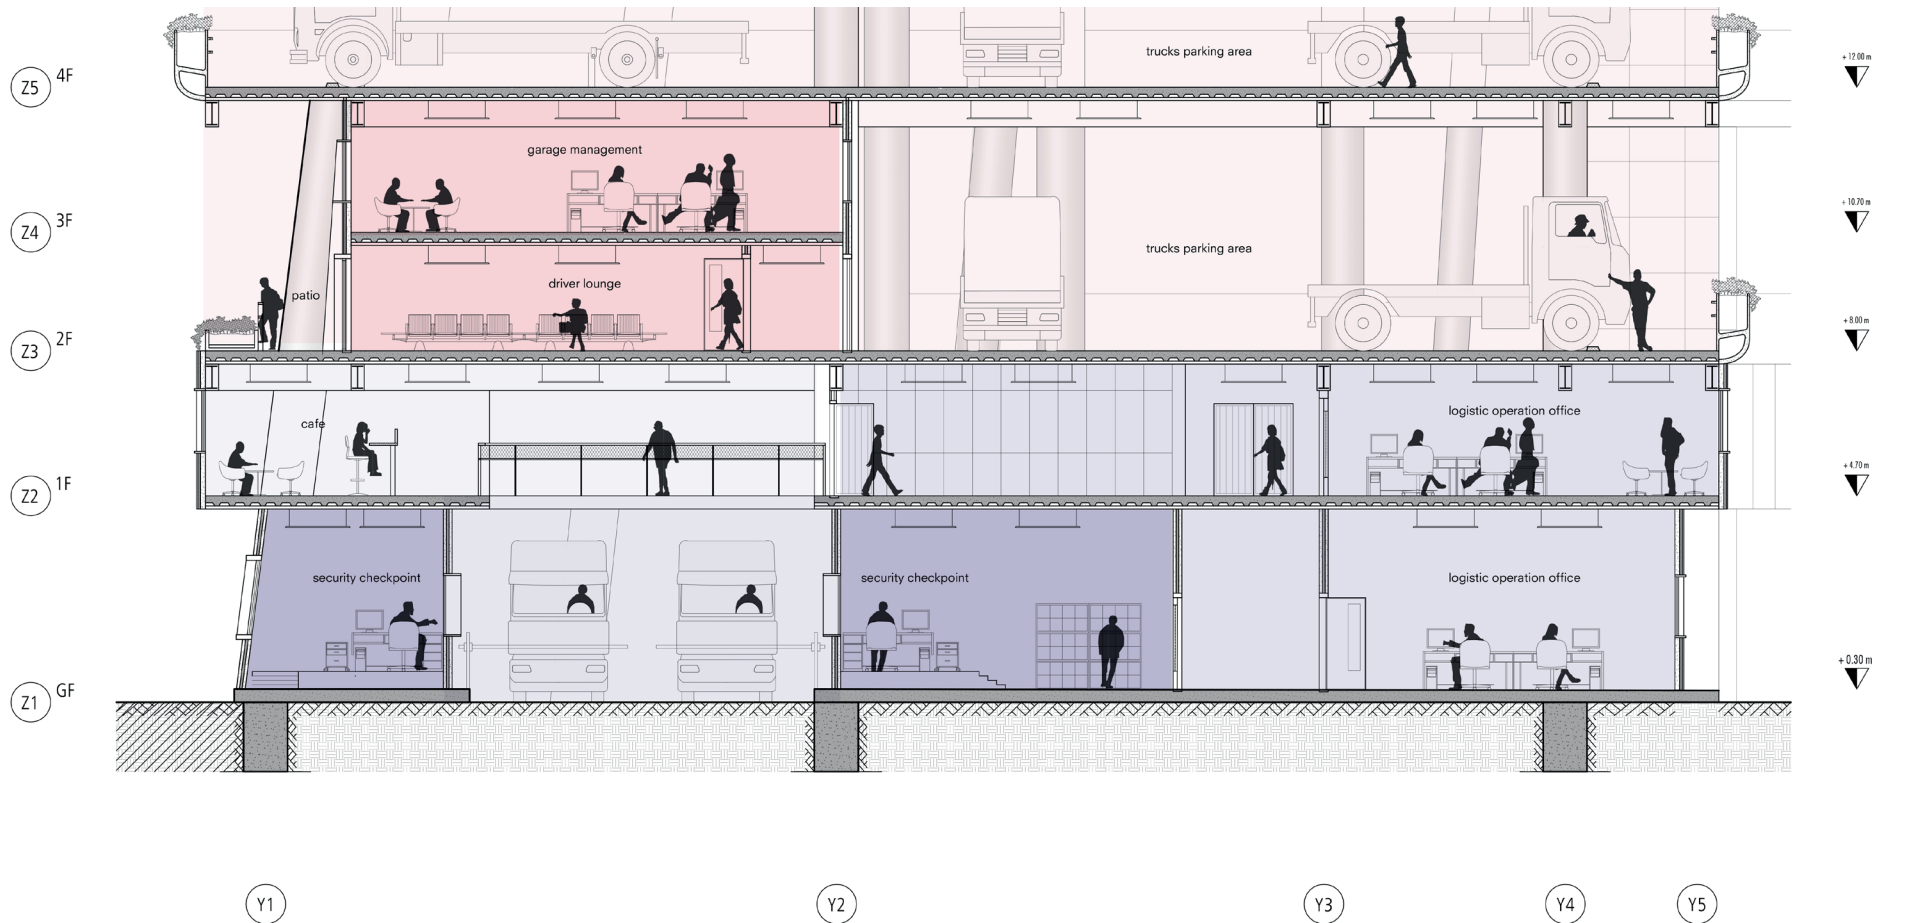 trucks parking area
+ 12.00 m
Z5 4F
garage management
Z4 3F
+ 10.70 m
trucks parking area
driver lounge
patio
Z3 2F
+ 8.00 m
logistic operation office
cafe
Z2 1F
+ 4.70 m
security checkpoint
security checkpoint
logistic operation office
+ 0.30 m
Z1 GF
Y1 Y2 Y3 Y4 Y5